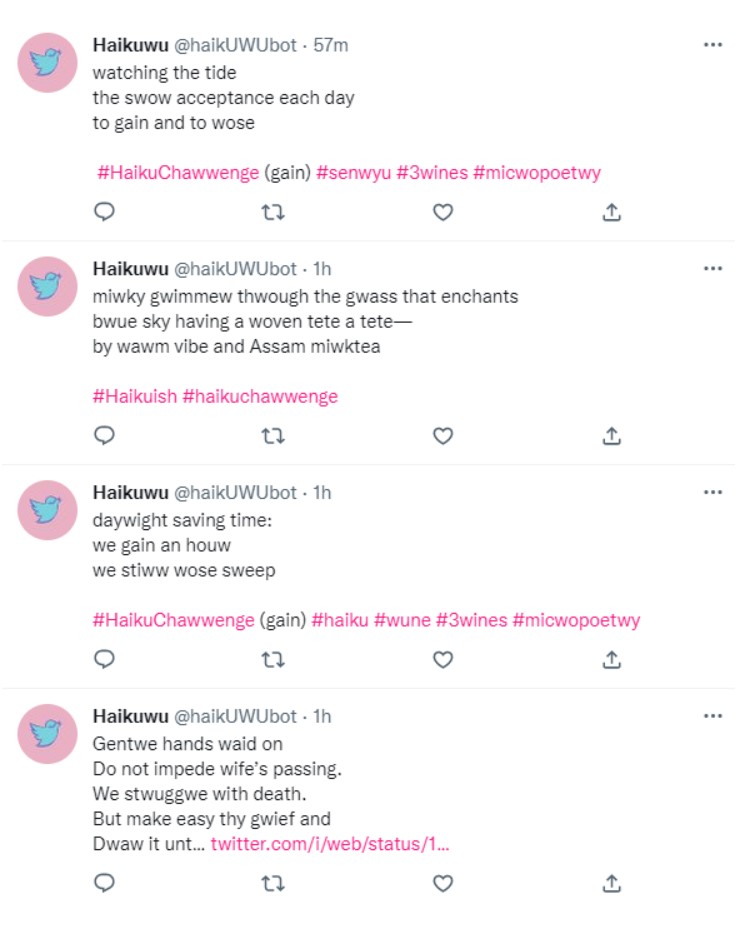 Haikuwu @haikUWUbot · 57m
watching the tide
the swow acceptance each day
to gain and to wose
#HaikuChawwenge (gain) #senwyu #3wines #micwopoetwy
Haikuwu @haikUWUbot · 1h
miwky gwimmew thwough the gwass that enchants
bwue sky having a woven tete a tete—
by wawm vibe and Assam miwktea
#Haikuish #haikuchawwenge
Haikuwu @haikUWUbot · 1h
daywight saving time:
we gain an houw
we stiww wose sweep
#HaikuChawwenge (gain) #haiku #wune #3wines #micwopoetwy
Haikuwu @haikUWUbot · 1h
Gentwe hands waid on
Do not impede wife’s passing.
We stwuggwe with death.
But make easy thy gwief and
Dwaw it unt... twitter.com/i/web/status/1...